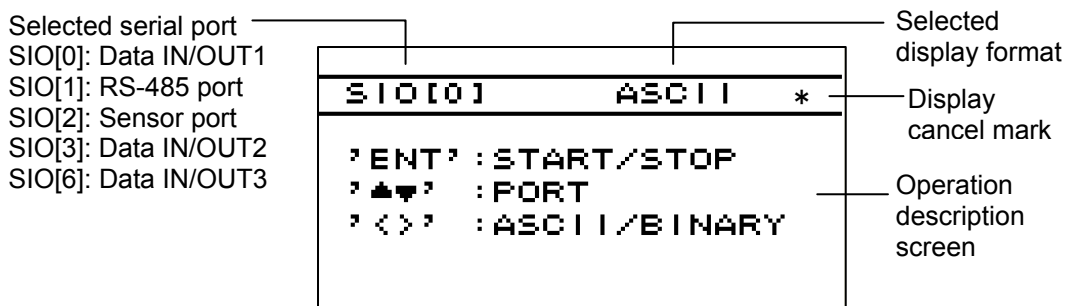 Selected serial port
SIO[0]: Data IN/OUT1
SIO[1]: RS-485 port
SIO[2]: Sensor port
SIO[3]: Data IN/OUT2
SIO[6]: Data IN/OUT3
Selected
display format
SIO[0] ASCII *
Display
cancel mark
'ENT' :START/STOP
'▲▼' :PORT
'<>' :ASCII/BINARY
Operation
description
screen